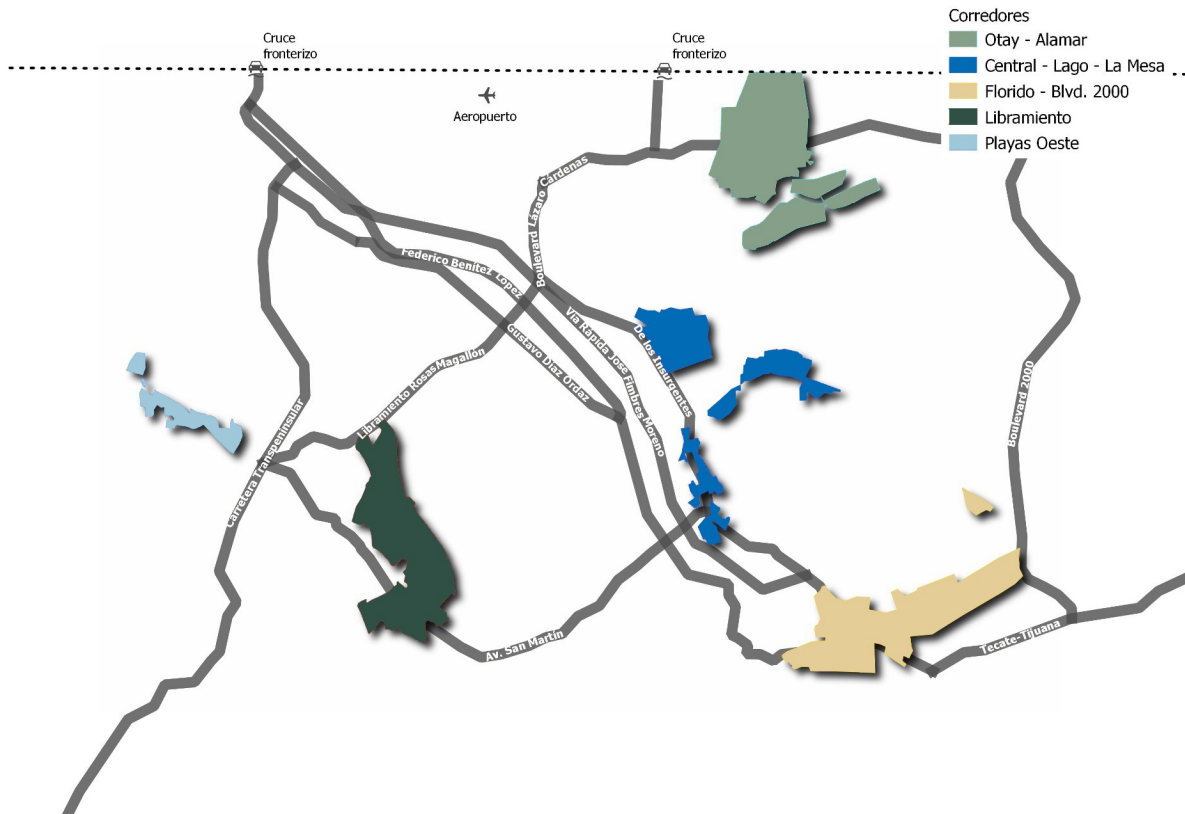 Corredores
Otay - Alamar
Central - Lago - La Mesa
Florido - Blvd. 2000
Libramiento
Playas Oeste
Cruce
fronterizo
Cruce
fronterizo
Aeropuerto
Boulevard Lázaro Cárdenas
Federico Benítez Lopez
Vía Rápida Jose Fimbres Moreno
De los Insurgentes
Gustavo Díaz Ordaz
Libramiento Rosas Magallón
Carretera Transpeninsular
Boulevard 2000
Av. San Martín
Tecate-Tijuana